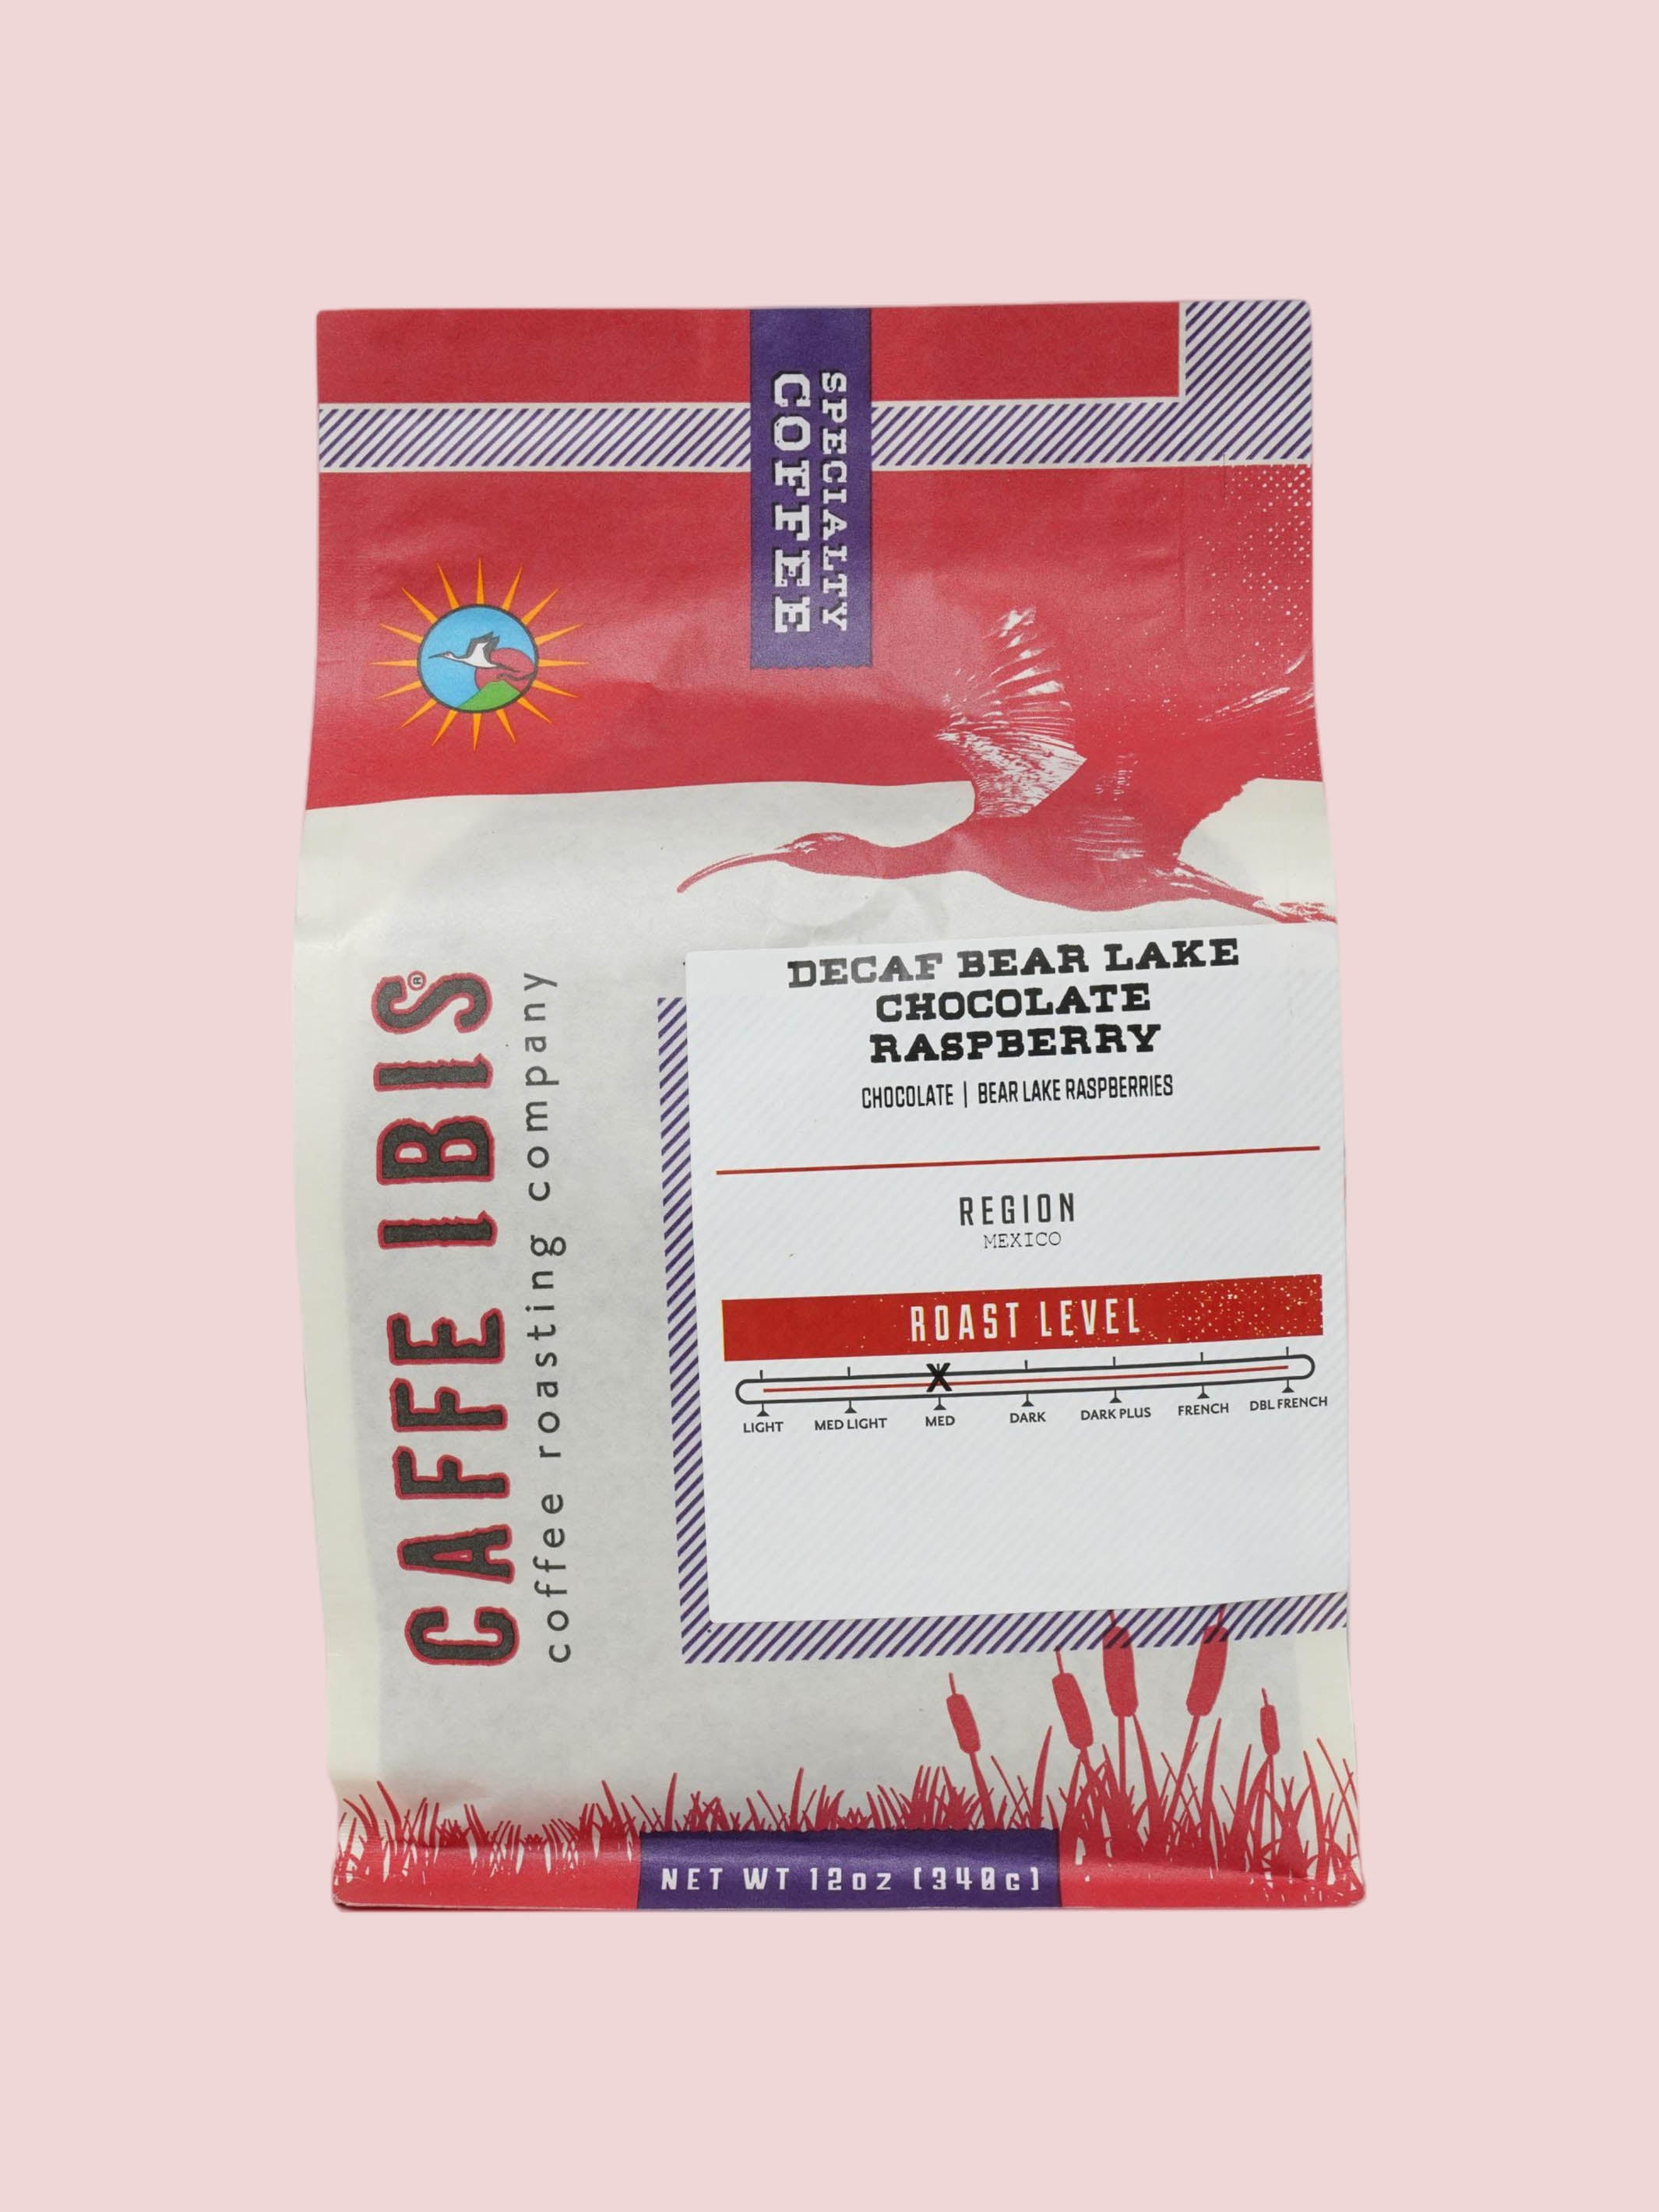 SPECIALTY
COFFEE
CAFFE IBIS®
coffee roasting company
DECAF BEAR LAKE
CHOCOLATE
RASPBERRY
CHOCOLATE | BEAR LAKE RASPBERRIES
REGION
MEXICO
ROAST LEVEL
X
LIGHT MED LIGHT MED DARK DARK PLUS FRENCH DBL FRENCH
NET WT 12oz (340G)